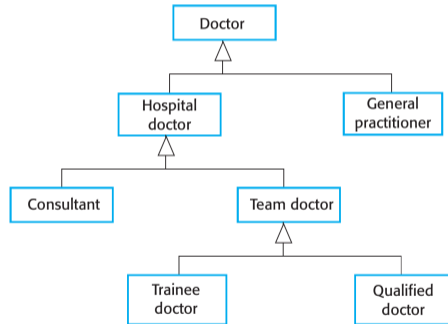 Doctor
Hospital
doctor
General
practitioner
Consultant
Team doctor
Trainee
doctor
Qualified
doctor